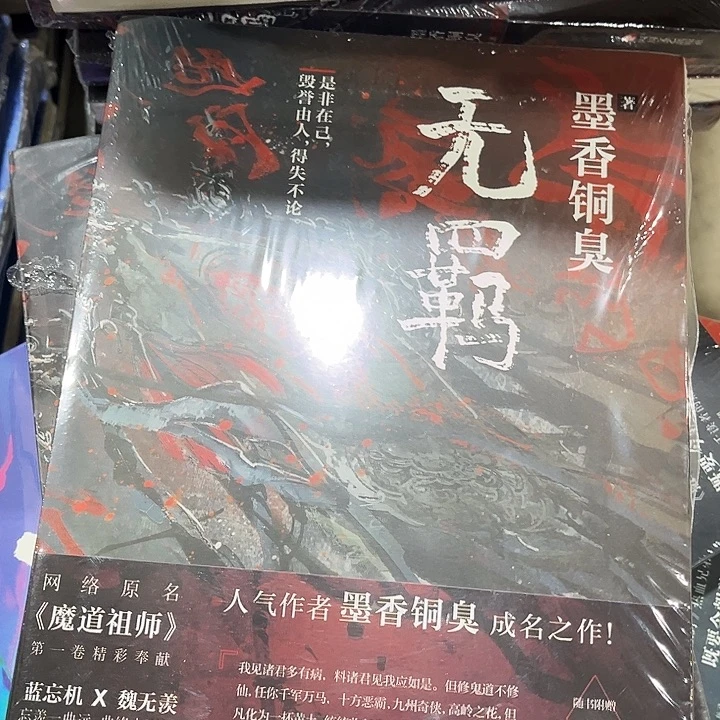 墨香铜臭
著
无羁
是非在己，
毁誉由人，得失不论。
网络原名
《魔道祖师》
第一卷精彩奉献
蓝忘机 X 魏无羡
人气作者 墨香铜臭 成名之作！
『我见诸君多有病，料诸君见我应如是。但修鬼道不修
仙，任你千军万马，十方恶霸，九州奇侠，高岭之花，但
随书附赠